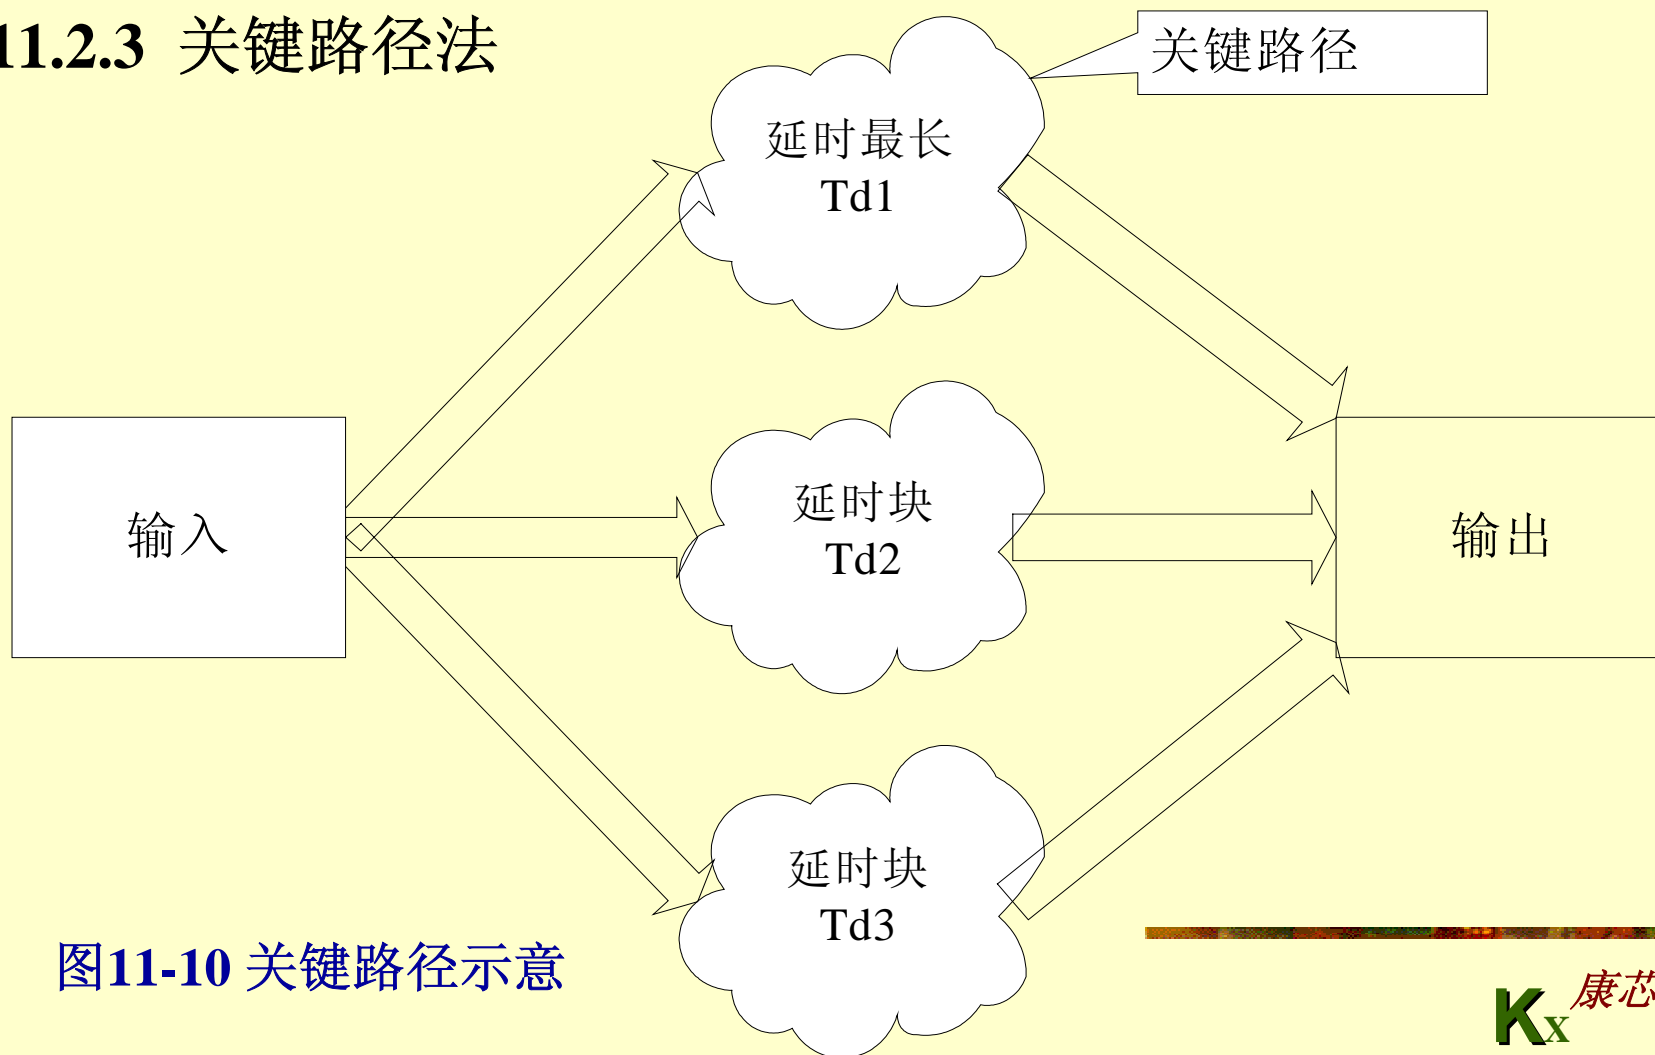 11.2.3 关键路径法
关键路径
延时最长
Td1
输入
延时块
Td2
输出
延时块
Td3
图11-10 关键路径示意
Kx 康芯